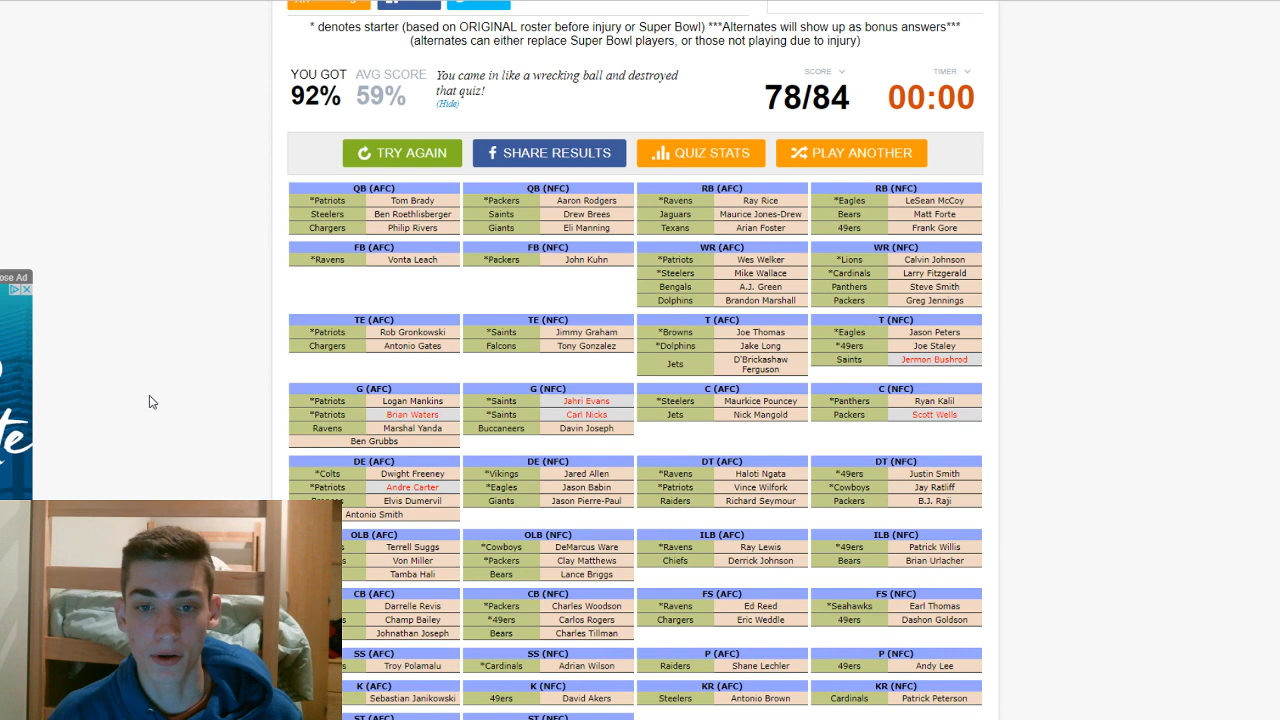 * denotes starter (based on ORIGINAL roster before injury or Super Bowl) ***Alternates will show up as bonus answers***
(alternates can either replace Super Bowl players, or those not playing due to injury)
YOU GOT AVG SCORE You came in like a wrecking ball and destroyed that quiz! SCORE TIMER
92% 59% (Hide) 78/84 00:00
TRY AGAIN SHARE RESULTS QUIZ STATS PLAY ANOTHER
QB (AFC) QB (NFC) RB (AFC) RB (NFC)
*Patriots Tom Brady *Packers Aaron Rodgers *Ravens Ray Rice *Eagles LeSean McCoy
Steelers Ben Roethlisberger Saints Drew Brees Jaguars Maurice Jones-Drew Bears Matt Forte
Chargers Philip Rivers Giants Eli Manning Texans Arian Foster 49ers Frank Gore
FB (AFC) FB (NFC) WR (AFC) WR (NFC)
*Ravens Vonta Leach *Packers John Kuhn *Patriots Wes Welker *Lions Calvin Johnson
*Steelers Mike Wallace *Cardinals Larry Fitzgerald
ose Ad Bengals A.J. Green Panthers Steve Smith
Dolphins Brandon Marshall Packers Greg Jennings
TE (AFC) TE (NFC) T (AFC) T (NFC)
*Patriots Rob Gronkowski *Saints Jimmy Graham *Browns Joe Thomas *Eagles Jason Peters
Chargers Antonio Gates Falcons Tony Gonzalez *Dolphins Jake Long *49ers Joe Staley
Jets D'Brickashaw Ferguson Saints Jermon Bushrod
G (AFC) G (NFC) C (AFC) C (NFC)
*Patriots Logan Mankins *Saints Jahri Evans *Steelers Maurkice Pouncey *Panthers Ryan Kalil
*Patriots Brian Waters *Saints Carl Nicks Jets Nick Mangold Packers Scott Wells
Ravens Marshal Yanda Buccaneers Davin Joseph
Ben Grubbs
DE (AFC) DE (NFC) DT (AFC) DT (NFC)
*Colts Dwight Freeney *Vikings Jared Allen *Ravens Haloti Ngata *49ers Justin Smith
*Patriots Andre Carter *Eagles Jason Babin *Patriots Vince Wilfork *Cowboys Jay Ratliff
Elvis Dumervil Giants Jason Pierre-Paul Raiders Richard Seymour Packers B.J. Raji
Antonio Smith
OLB (AFC) OLB (NFC) ILB (AFC) ILB (NFC)
Terrell Suggs *Cowboys DeMarcus Ware *Ravens Ray Lewis *49ers Patrick Willis
Von Miller *Packers Clay Matthews Chiefs Derrick Johnson Bears Brian Urlacher
Tamba Hali Bears Lance Briggs
CB (AFC) CB (NFC) FS (AFC) FS (NFC)
Darrelle Revis *Packers Charles Woodson *Ravens Ed Reed *Seahawks Earl Thomas
Champ Bailey *49ers Carlos Rogers Chargers Eric Weddle 49ers Dashon Goldson
Johnathan Joseph Bears Charles Tillman
SS (AFC) SS (NFC) P (AFC) P (NFC)
Troy Polamalu *Cardinals Adrian Wilson Raiders Shane Lechler 49ers Andy Lee
K (AFC) K (NFC) KR (AFC) KR (NFC)
Sebastian Janikowski 49ers David Akers Steelers Antonio Brown Cardinals Patrick Peterson
ST (AFC) ST (NFC)